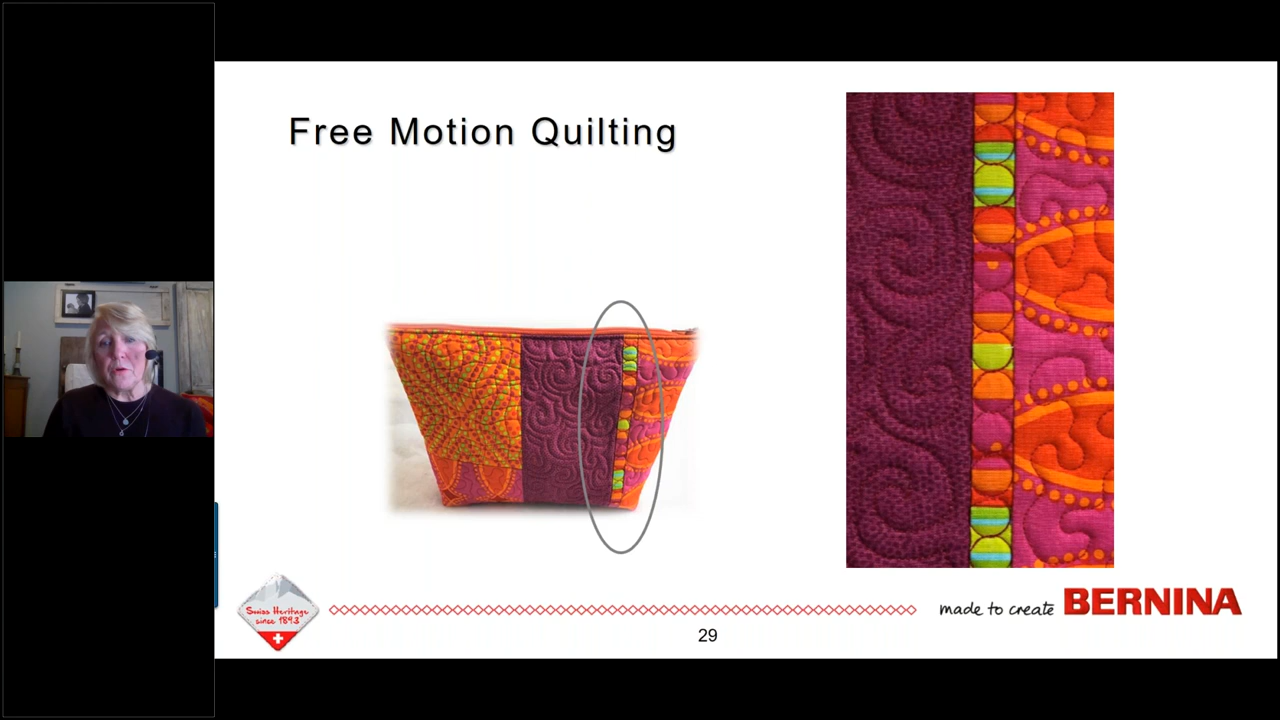 Free Motion Quilting
Swiss Heritage
since 1893
made to create BERNINA
29